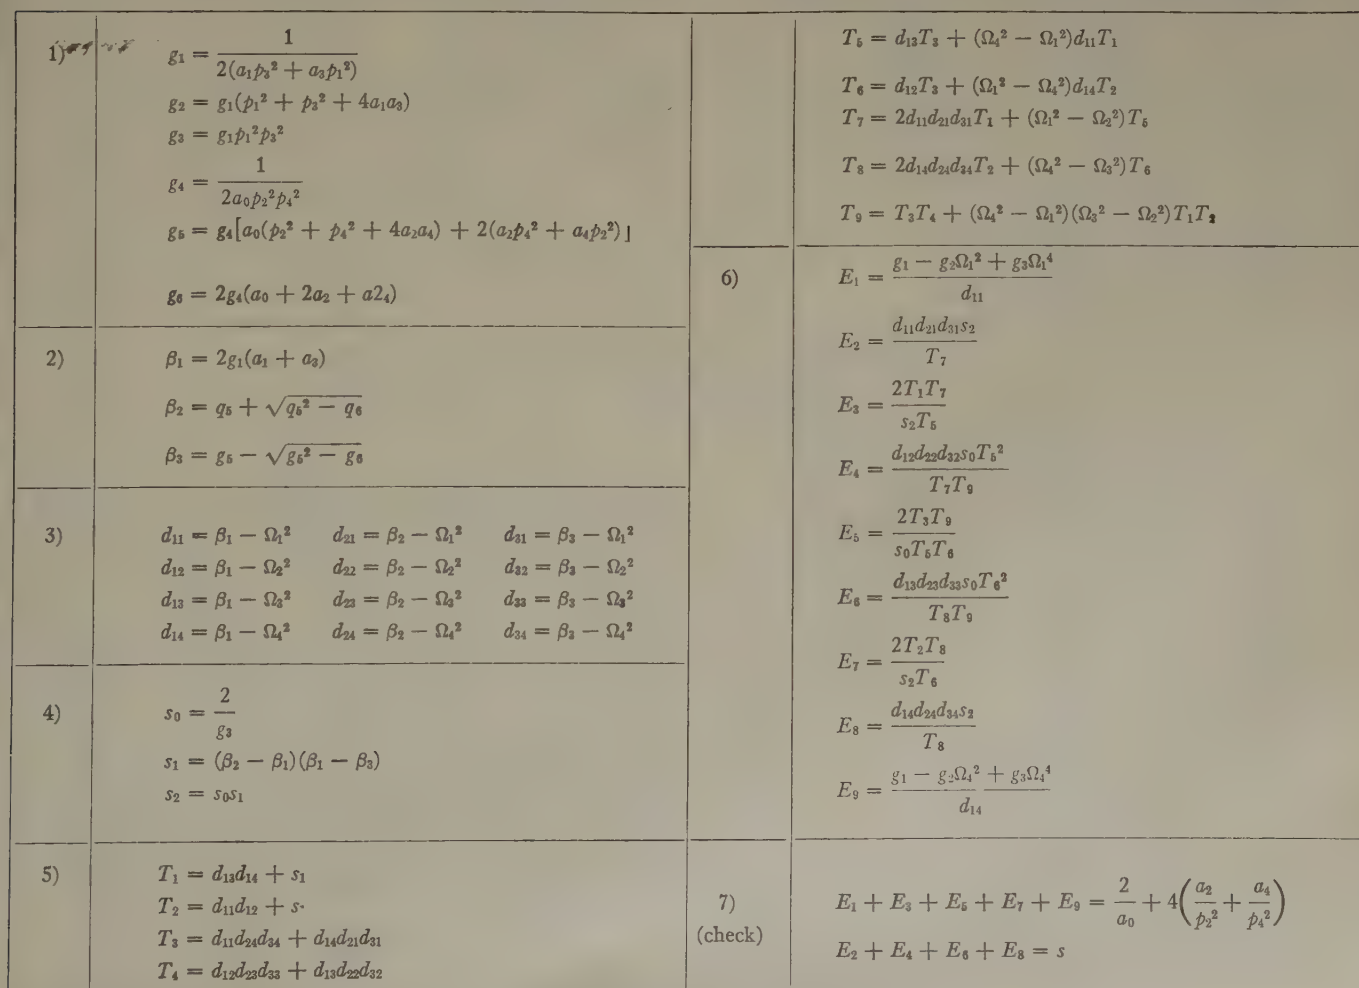 1)
g₁ = 1 / 2(a₁p₃² + a₃p₁²)
g₂ = g₁(p₁² + p₃² + 4a₁a₃)
g₃ = g₁p₁²p₃²
g₄ = 1 / 2a₀p₂²p₄²
g₅ = g₄[a₀(p₂² + p₄² + 4a₂a₄) + 2(a₂p₄² + a₄p₂²)]
g₆ = 2g₄(a₀ + 2a₂ + a2₄)
2)
β₁ = 2g₁(a₁ + a₃)
β₂ = q₅ + √(q₅² − q₆)
β₃ = g₅ − √(g₅² − g₆)
3)
d₁₁ = β₁ − Ω₁² d₂₁ = β₂ − Ω₁² d₃₁ = β₃ − Ω₁²
d₁₂ = β₁ − Ω₂² d₂₂ = β₂ − Ω₂² d₃₂ = β₃ − Ω₂²
d₁₃ = β₁ − Ω₃² d₂₃ = β₂ − Ω₃² d₃₃ = β₃ − Ω₃²
d₁₄ = β₁ − Ω₄² d₂₄ = β₂ − Ω₄² d₃₄ = β₃ − Ω₄²
4)
s₀ = 2 / g₃
s₁ = (β₂ − β₁)(β₁ − β₃)
s₂ = s₀s₁
5)
T₁ = d₁₃d₁₄ + s₁
T₂ = d₁₁d₁₂ + s·
T₃ = d₁₁d₂₄d₃₄ + d₁₄d₂₁d₃₁
T₄ = d₁₂d₂₃d₃₃ + d₁₃d₂₂d₃₂
T₅ = d₁₃T₃ + (Ω₄² − Ω₁²)d₁₁T₁
T₆ = d₁₂T₃ + (Ω₁² − Ω₄²)d₁₄T₂
T₇ = 2d₁₁d₂₁d₃₁T₁ + (Ω₁² − Ω₂²)T₅
T₈ = 2d₁₄d₂₄d₃₄T₂ + (Ω₄² − Ω₃²)T₆
T₉ = T₃T₄ + (Ω₄² − Ω₁²)(Ω₃² − Ω₂²)T₁T₂
6)
E₁ = g₁ − g₂Ω₁² + g₃Ω₁⁴ / d₁₁
E₂ = d₁₁d₂₁d₃₁s₂ / T₇
E₃ = 2T₁T₇ / s₂T₅
E₄ = d₁₂d₂₂d₃₂s₀T₅² / T₇T₉
E₅ = 2T₃T₉ / s₀T₅T₆
E₆ = d₁₃d₂₃d₃₃s₀T₆² / T₈T₉
E₇ = 2T₂T₈ / s₂T₆
E₈ = d₁₄d₂₄d₃₄s₂ / T₈
E₉ = g₁ − g₂Ω₄² + g₃Ω₄⁴ / d₁₄
7)
(check)
E₁ + E₃ + E₅ + E₇ + E₉ = 2/a₀ + 4(a₂/p₂² + a₄/p₄²)
E₂ + E₄ + E₆ + E₈ = s